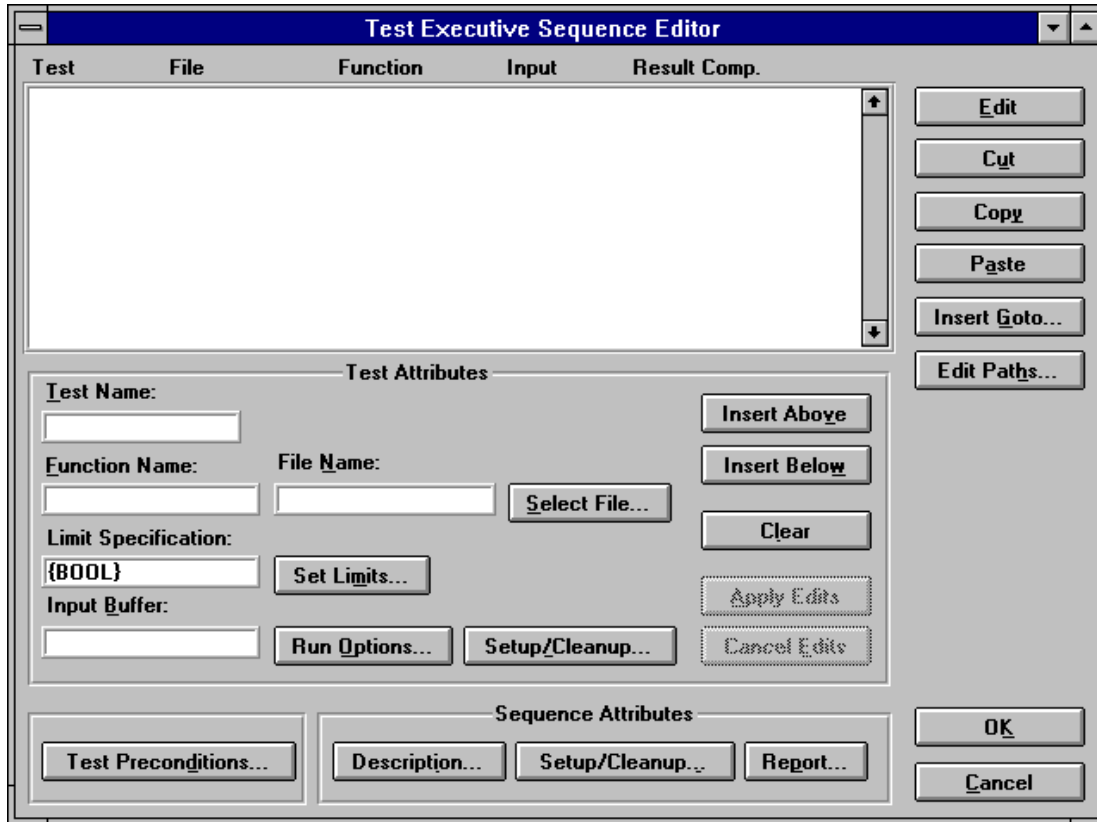 Test Executive Sequence Editor
Test File Function Input Result Comp.
Edit
Cut
Copy
Paste
Insert Goto...
Edit Paths...
Test Attributes
Test Name:
Insert Above
Function Name: File Name:
Insert Below
Select File...
Limit Specification:
Clear
{BOOL}
Set Limits...
Input Buffer:
Apply Edits
Run Options... Setup/Cleanup... Cancel Edits
Sequence Attributes
Test Preconditions... Description... Setup/Cleanup... Report...
OK
Cancel